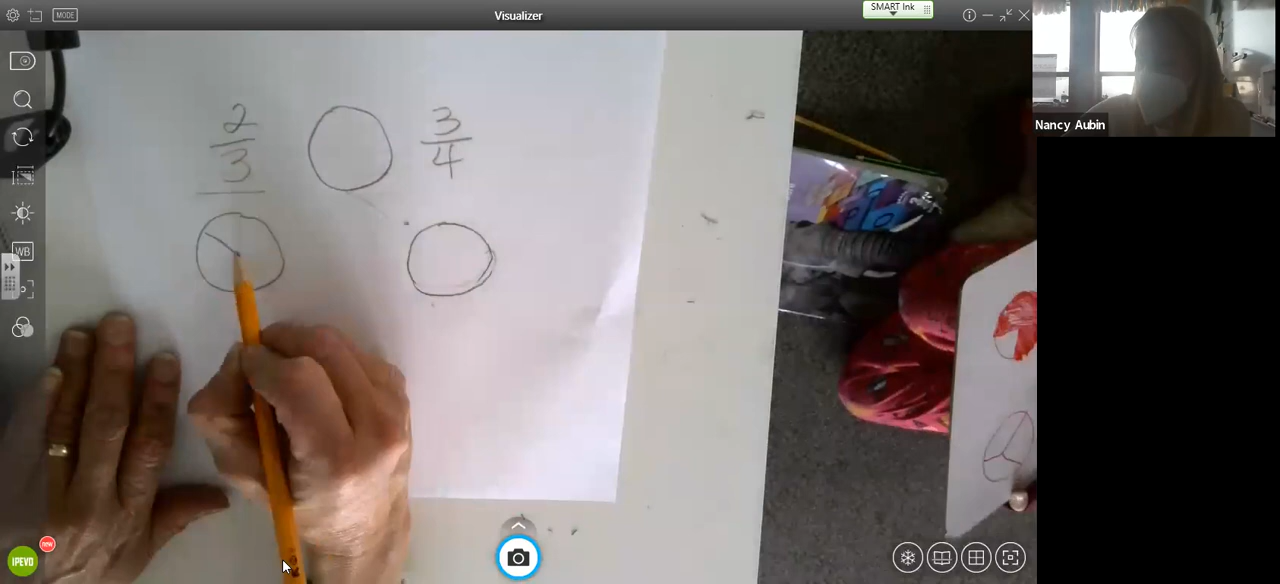 Visualizer
SMART Ink
MODE
Nancy Aubin
2/3 3/4
WB
new
IPEVO